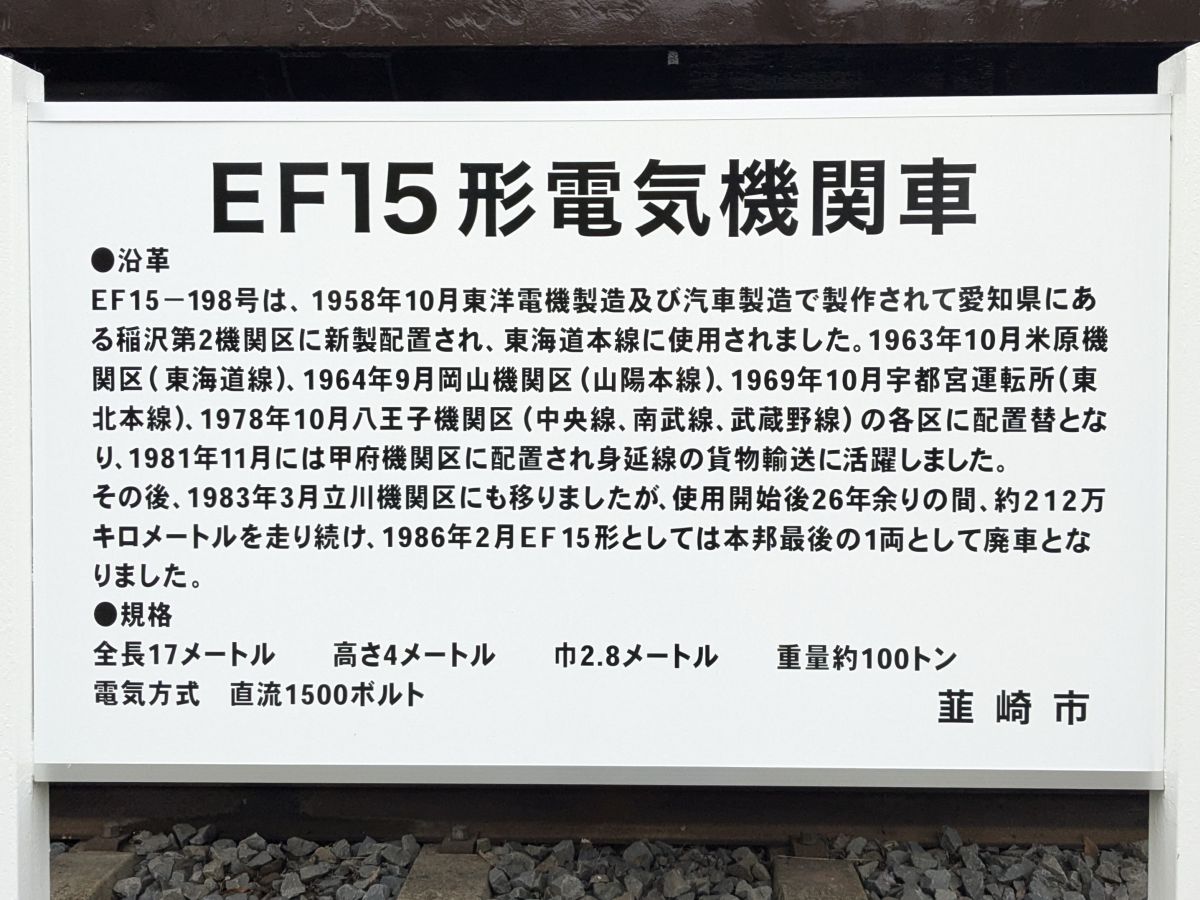 EF15形電気機関車
●沿革
EF15－198号は、1958年10月東洋電機製造及び汽車製造で製作されて愛知県にあ
る稲沢第2機関区に新製配置され、東海道本線に使用されました。1963年10月米原機
関区（東海道線）、1964年9月岡山機関区（山陽本線）、1969年10月宇都宮運転所（東
北本線）、1978年10月八王子機関区（中央線、南武線、武蔵野線）の各区に配置替とな
り、1981年11月には甲府機関区に配置され身延線の貨物輸送に活躍しました。
その後、1983年3月立川機関区にも移りましたが、使用開始後26年余りの間、約212万
キロメートルを走り続け、1986年2月EF15形としては本邦最後の1両として廃車とな
りました。
●規格
全長17メートル　高さ4メートル　巾2.8メートル　重量約100トン
電気方式　直流1500ボルト
韮崎市